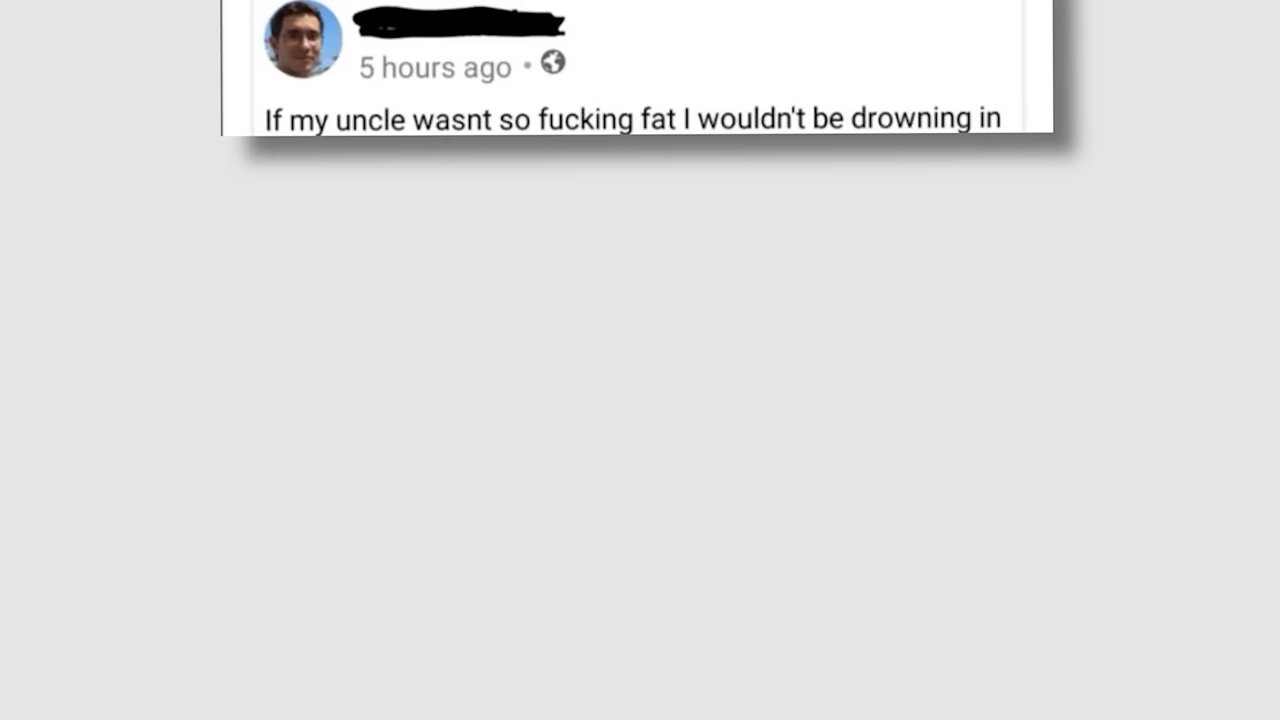 5 hours ago •
If my uncle wasnt so fucking fat I wouldn't be drowning in